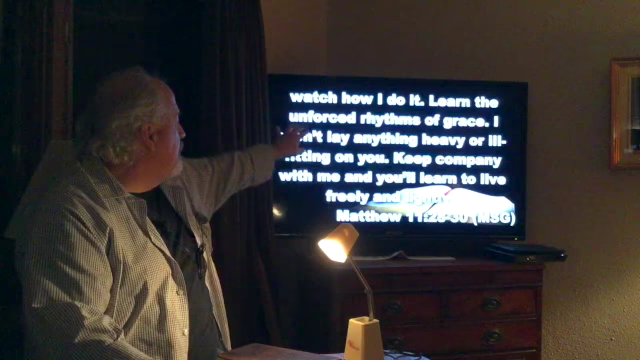 watch how I do it. Learn the
unforced rhythms of grace. I
lay anything heavy or ill-
on you. Keep company
with me and you'll learn to live
freely and
Matthew 11:28-30 (MSG)